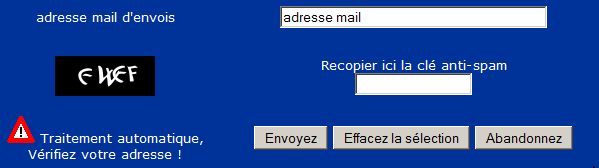 adresse mail d'envois
adresse mail
Recopier ici la clé anti-spam
Traitement automatique,
Vérifiez votre adresse !
Envoyez
Effacez la sélection
Abandonnez